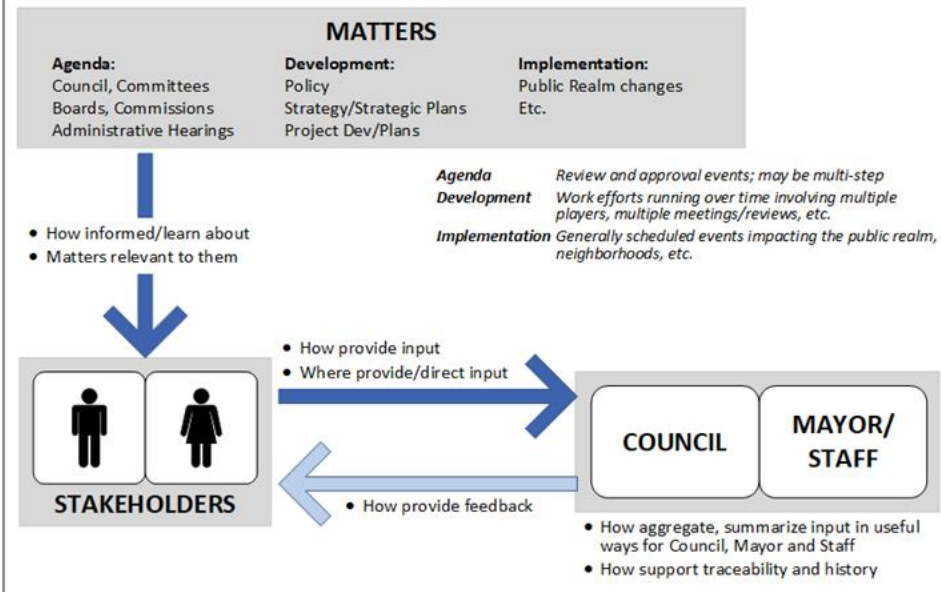 MATTERS
Agenda:
Council, Committees
Boards, Commissions
Administrative Hearings
Development:
Policy
Strategy/Strategic Plans
Project Dev/Plans
Implementation:
Public Realm changes
Etc.
Agenda Review and approval events; may be multi-step
Development Work efforts running over time involving multiple
players, multiple meetings/reviews, etc.
Implementation Generally scheduled events impacting the public realm,
neighborhoods, etc.
• How informed/learn about
• Matters relevant to them
• How provide input
• Where provide/direct input
STAKEHOLDERS
COUNCIL
MAYOR/
STAFF
• How provide feedback
• How aggregate, summarize input in useful
ways for Council, Mayor and Staff
• How support traceability and history